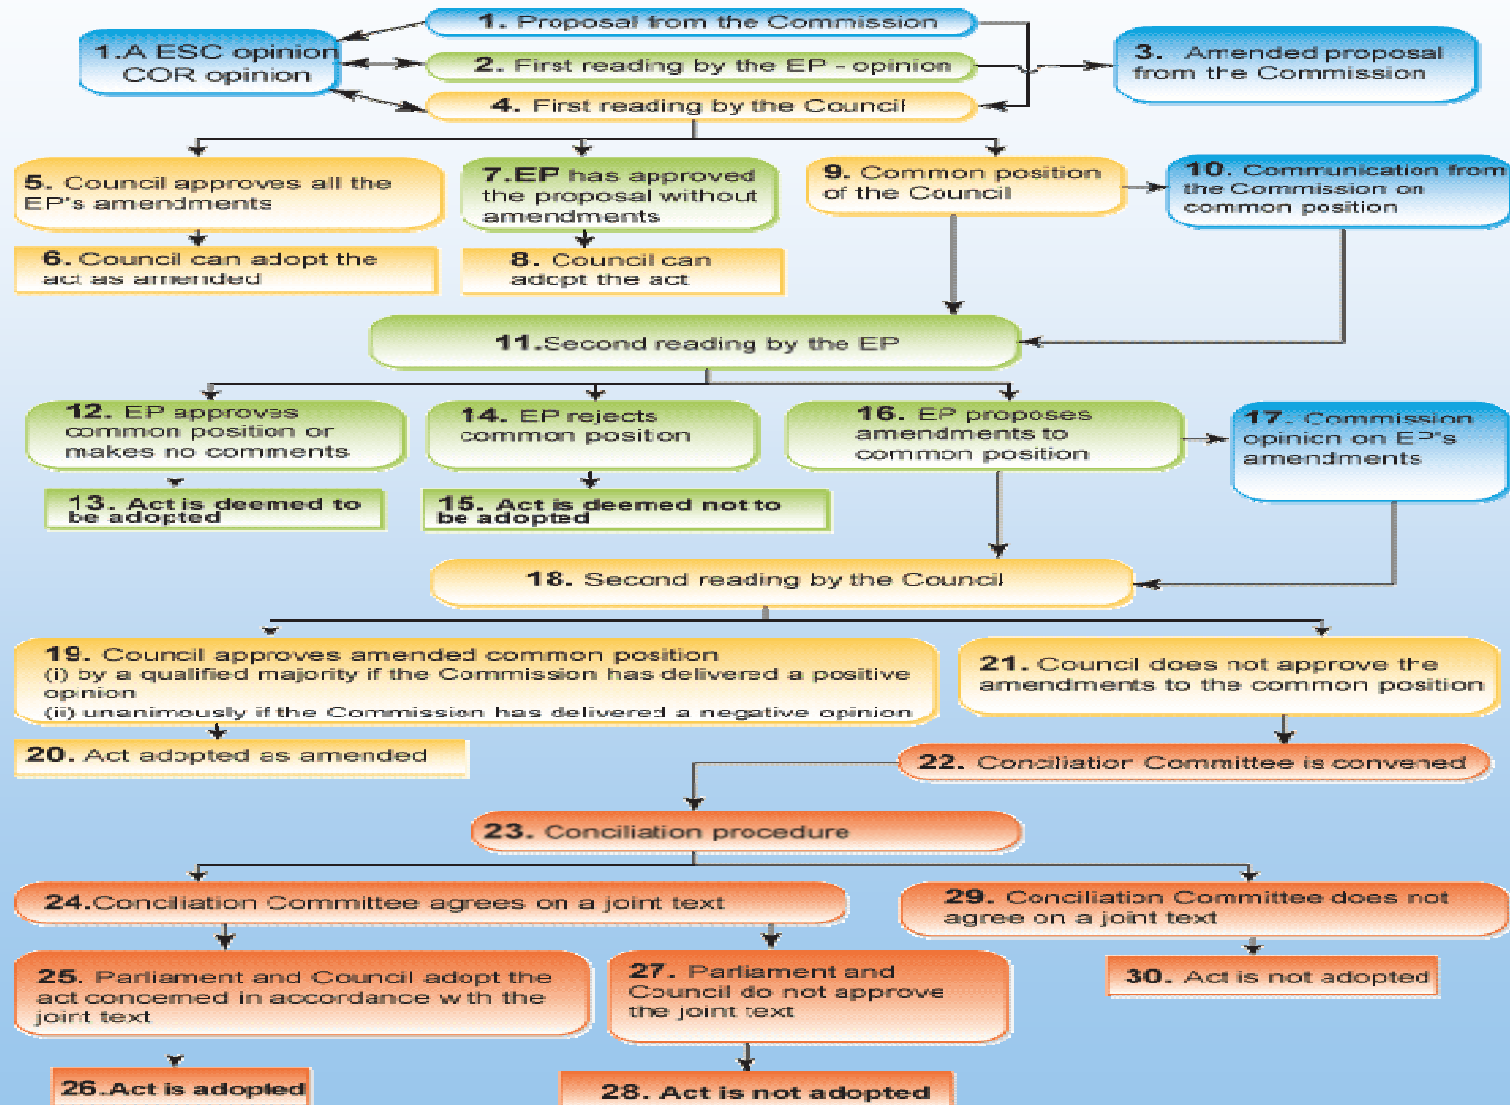 1. Proposal from the Commission
1.A ESC opinion
COR opinion
2. First reading by the EP - opinion
3. Amended proposal
from the Commission
4. First reading by the Council
5. Council approves all the
EP's amendments
6. Council can adopt the
act as amended
7. EP has approved
the proposal without
amendments
8. Council can
adopt the act
9. Common position
of the Council
10. Communication from
the Commission on
common position
11.Second reading by the EP
12. EP approves
common position or
makes no comments
13. Act is deemed to
be adopted
14. EP rejects
common position
15. Act is deemed not to
be adopted
16. EP proposes
amendments to
common position
17. Commission
opinion on EP's
amendments
18. Second reading by the Council
19. Council approves amended common position
(i) by a qualified majority if the Commission has delivered a positive
opinion
(ii) unanimously if the Commission has delivered a negative opinion
20. Act adopted as amended
21. Council does not approve the
amendments to the common position
22. Conciliation Committee is convened
23. Conciliation procedure
24.Conciliation Committee agrees on a joint text
25. Parliament and Council adopt the
act concerned in accordance with the
joint text
26.Act is adopted
27. Parliament and
Council do not approve
the joint text
28. Act is not adopted
29. Conciliation Committee does not
agree on a joint text
30. Act is not adopted